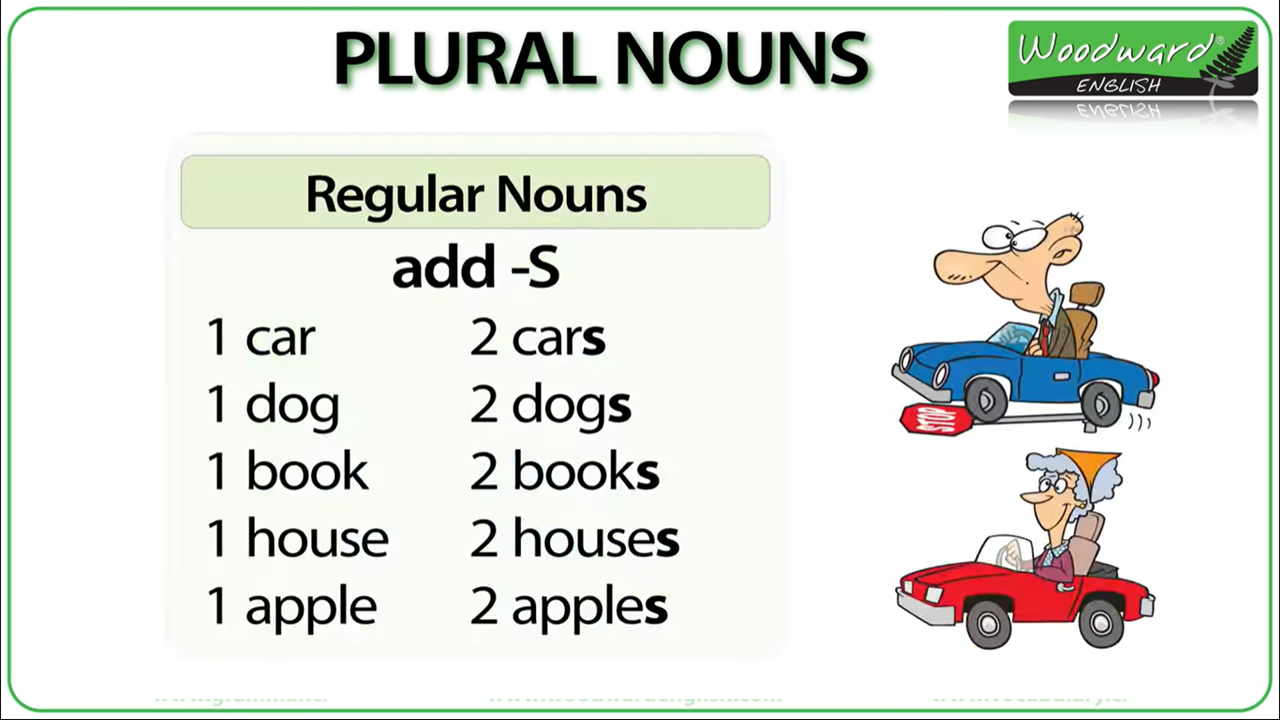 PLURAL NOUNS
Woodward®
ENGLISH
Regular Nouns
add -S
1 car 2 cars
1 dog 2 dogs
1 book 2 books
1 house 2 houses
1 apple 2 apples
STOP